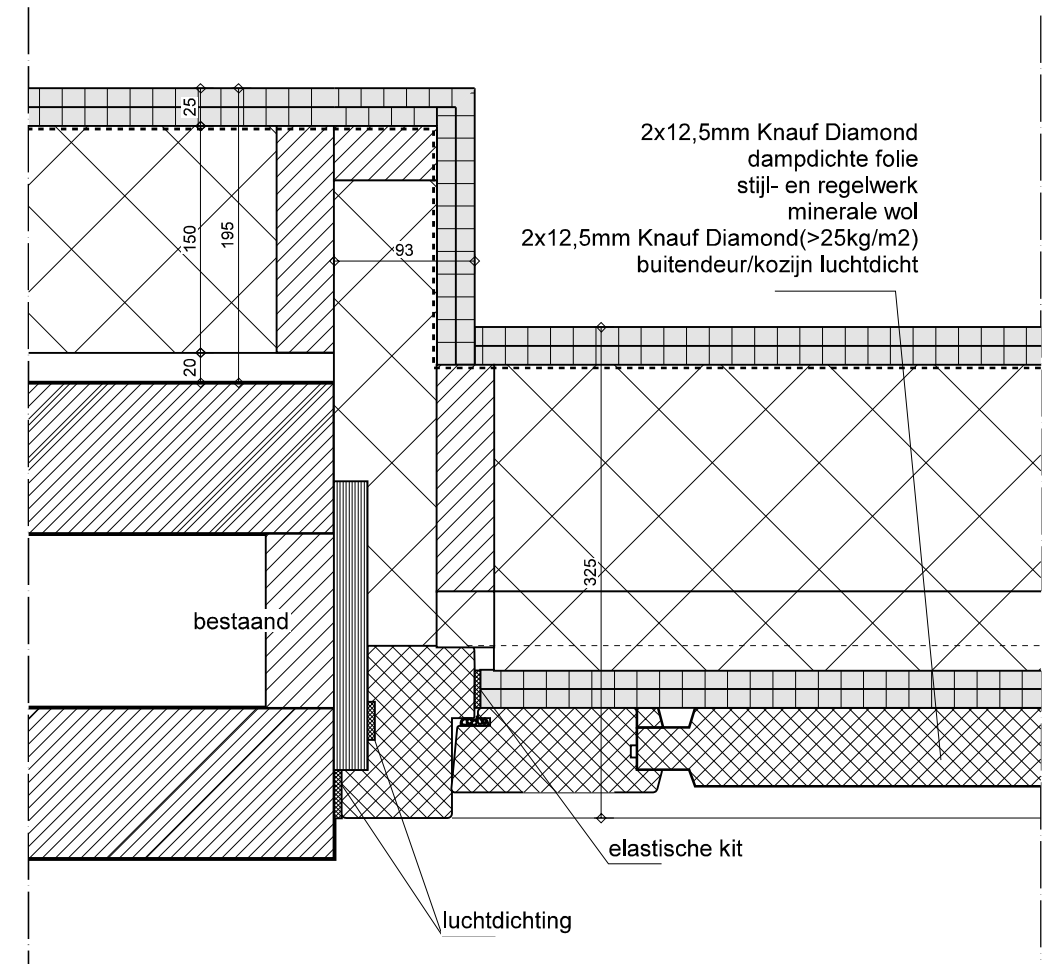 25
150
195
20
93
2x12,5mm Knauf Diamond
dampdichte folie
stijl- en regelwerk
minerale wol
2x12,5mm Knauf Diamond(>25kg/m2)
buitendeur/kozijn luchtdicht
325
bestaand
elastische kit
luchtdichting